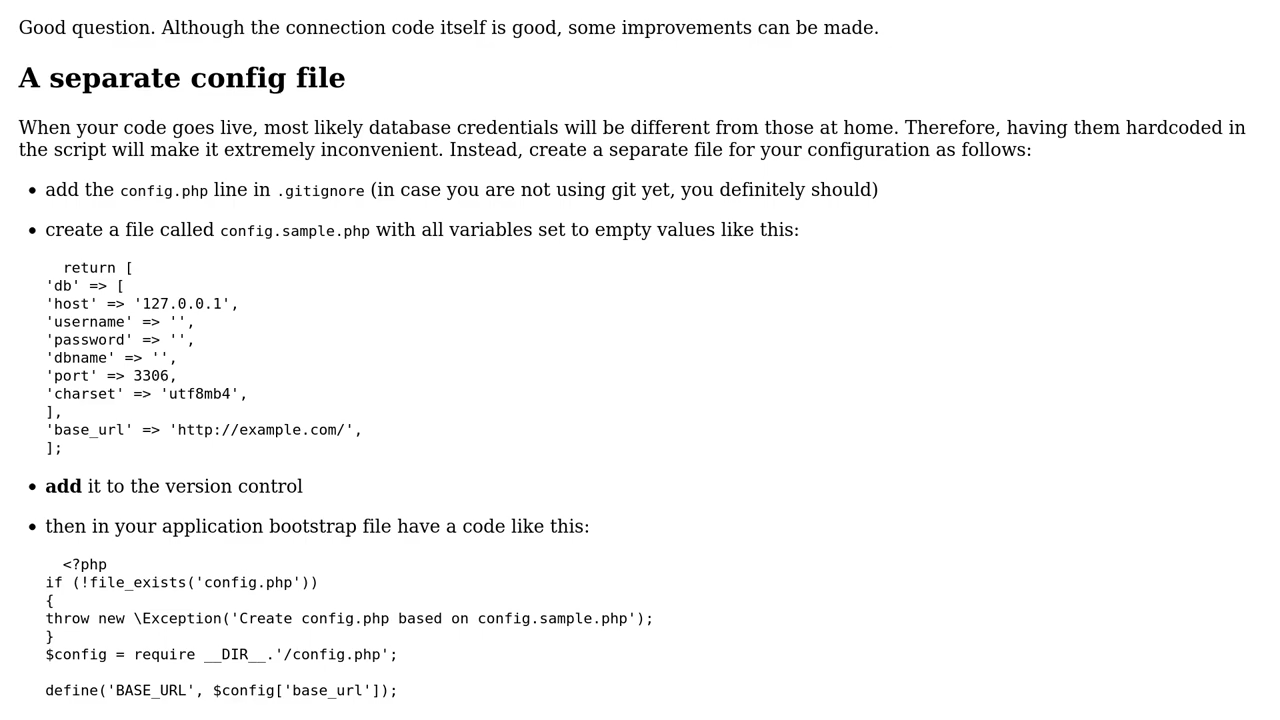 Good question. Although the connection code itself is good, some improvements can be made.
A separate config file
When your code goes live, most likely database credentials will be different from those at home. Therefore, having them hardcoded in
the script will make it extremely inconvenient. Instead, create a separate file for your configuration as follows:
• add the config.php line in .gitignore (in case you are not using git yet, you definitely should)
• create a file called config.sample.php with all variables set to empty values like this:
  return [
'db' => [
'host' => '127.0.0.1',
'username' => '',
'password' => '',
'dbname' => '',
'port' => 3306,
'charset' => 'utf8mb4',
],
'base_url' => 'http://example.com/',
];
• add it to the version control
• then in your application bootstrap file have a code like this:
  <?php
if (!file_exists('config.php'))
{
throw new \Exception('Create config.php based on config.sample.php');
}
$config = require __DIR__.'/config.php';

define('BASE_URL', $config['base_url']);